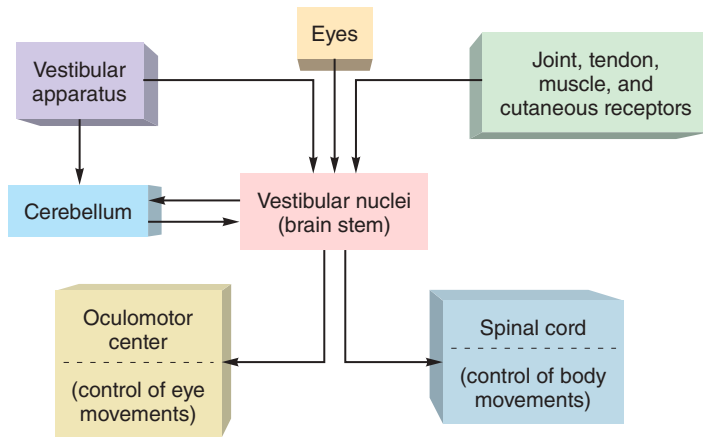 Eyes
Vestibular
apparatus
Joint, tendon,
muscle, and
cutaneous receptors
Cerebellum
Vestibular nuclei
(brain stem)
Oculomotor
center
(control of eye
movements)
Spinal cord
(control of body
movements)